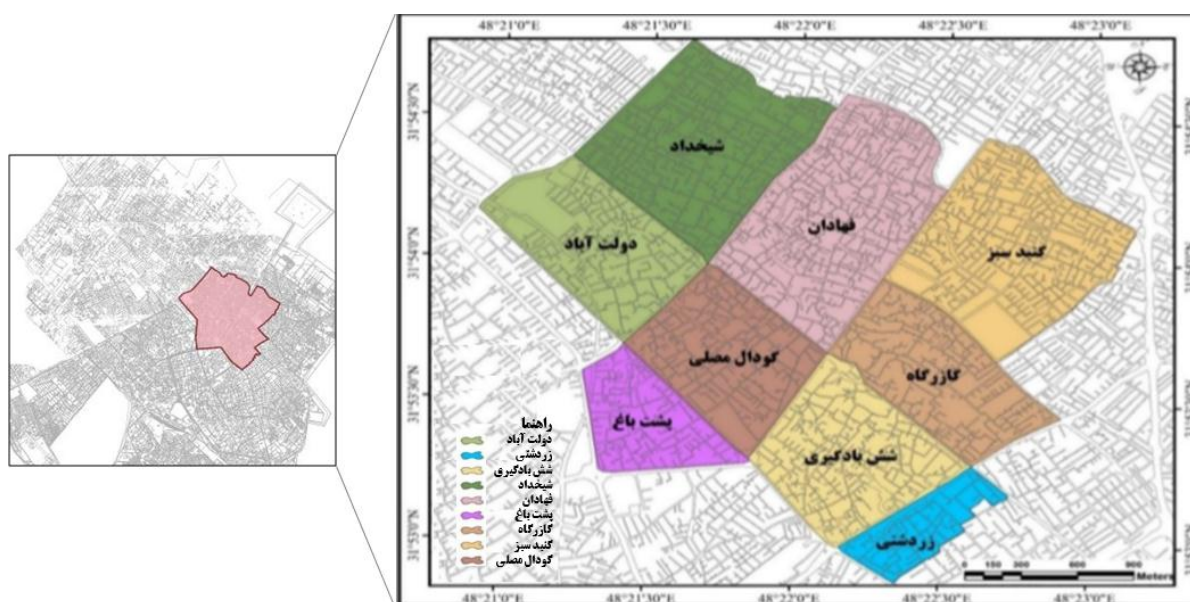 48°21'0"E 48°21'30"E 48°22'0"E 48°22'30"E 48°23'0"E
31°54'30"N
شیخداد
فهادان
دولت آباد
گنبد سبز
31°54'0"N
گودال مصلی
گازرگاه
31°53'30"N
پشت باغ
شش بادگیری
زردشتی
31°53'0"N
راهنما
دولت آباد
زردشتی
شش بادگیری
شیخداد
فهادان
پشت باغ
گازرگاه
گنبد سبز
گودال مصلی
0 150 300 600 900
Meters
48°21'0"E 48°21'30"E 48°22'0"E 48°22'30"E 48°23'0"E